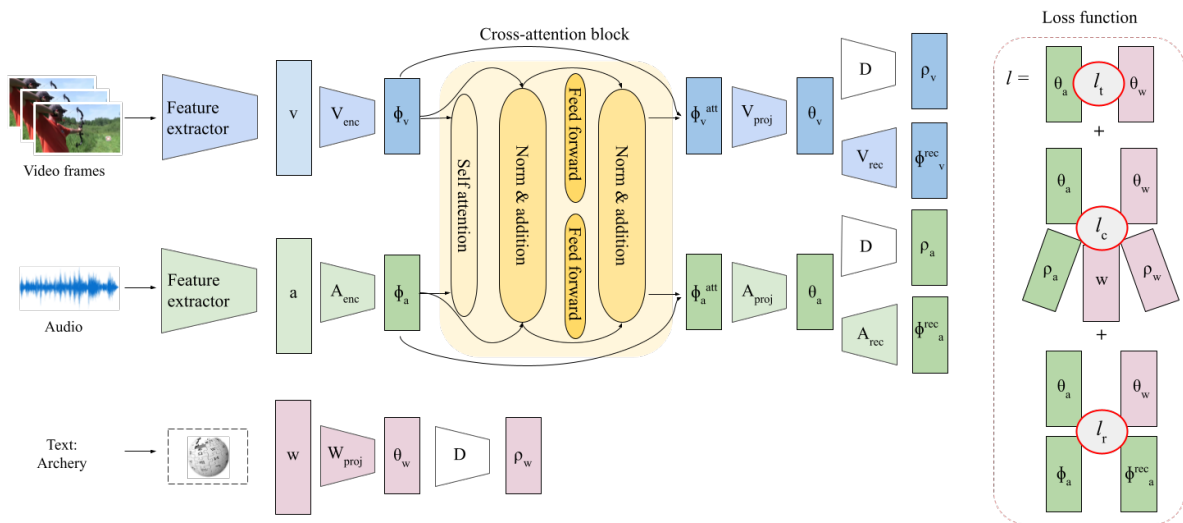 Cross-attention block
Loss function
Video frames
Feature
extractor
v
V_enc
ϕ_v
Self attention
Norm & addition
Feed forward
Feed forward
Norm & addition
ϕ_v^att
V_proj
θ_v
D
ρ_v
V_rec
ϕ^rec_v
Audio
Feature
extractor
a
A_enc
ϕ_a
ϕ_a^att
A_proj
θ_a
D
ρ_a
A_rec
ϕ^rec_a
Text:
Archery
w
W_proj
θ_w
D
ρ_w
l =
θ_a
l_t
θ_w
+
θ_a
θ_w
l_c
ρ_a
w
ρ_w
+
θ_a
θ_w
l_r
ϕ_a
ϕ^rec_a